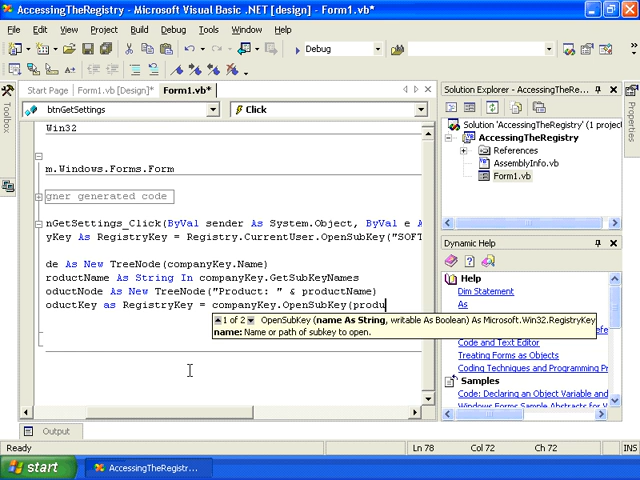 AccessingTheRegistry - Microsoft Visual Basic .NET [design] - Form1.vb*
File Edit View Project Build Debug Tools Window Help
Debug
Start Page Form1.vb [Design]* Form1.vb*
btnGetSettings Click
Win32
m.Windows.Forms.Form
gner generated code
nGetSettings_Click(ByVal sender As System.Object, ByVal e A
yKey As RegistryKey = Registry.CurrentUser.OpenSubKey("SOFT
de As New TreeNode(companyKey.Name)
roductName As String In companyKey.GetSubKeyNames
oductNode As New TreeNode("Product: " & productName)
oductKey as RegistryKey = companyKey.OpenSubKey(produ
1 of 2 OpenSubKey (name As String, writable As Boolean) As Microsoft.Win32.RegistryKey
name: Name or path of subkey to open.
Toolbox
Solution Explorer - AccessingTheRe
Solution 'AccessingTheRegistry' (1 projec
AccessingTheRegistry
References
AssemblyInfo.vb
Form1.vb
Properties
Dynamic Help
Help
Dim Statement
As
Code and Text Editor
Treating Forms as Objects
Coding Techniques and Programming Pr
Samples
Code: Declaring an Object Variable and
Windows Forms Sample Abstracts for V
Output
Ready Ln 78 Col 72 Ch 72 INS
start AccessingTheRegistr...